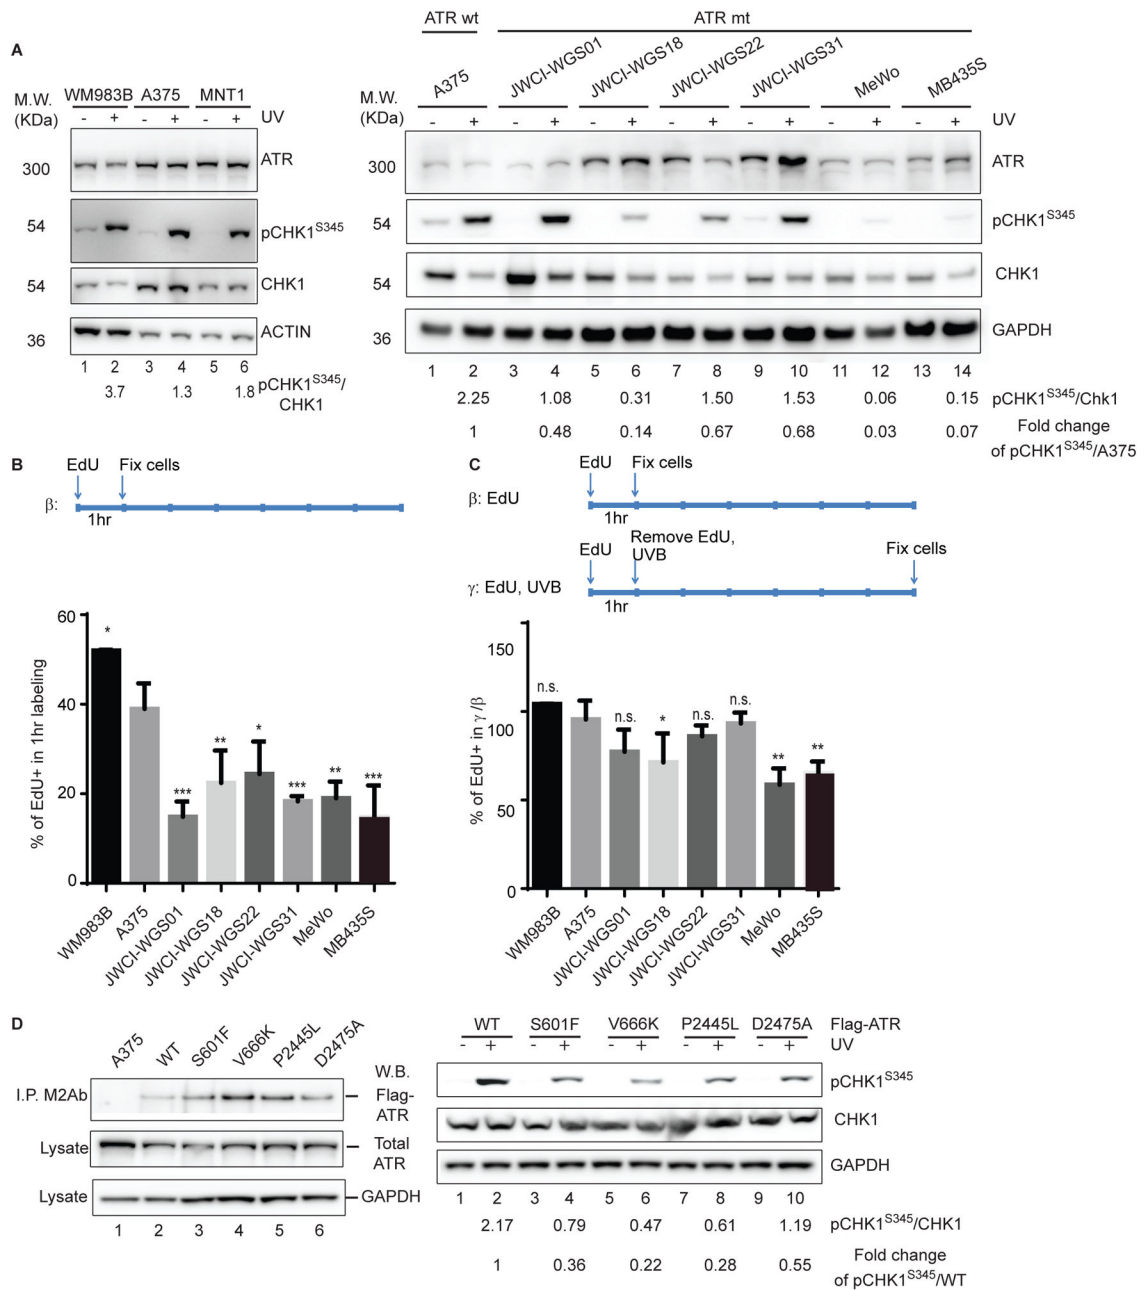 A
M.W.
(KDa)
WM983B A375 MNT1
- + - + - + UV
300 ATR
54 pCHK1S345
54 CHK1
36 ACTIN
1 2 3 4 5 6
3.7 1.3 1.8 pCHK1S345/
CHK1
ATR wt ATR mt
M.W.
(KDa)
A375 JWCI-WGS01 JWCI-WGS18 JWCI-WGS22 JWCI-WGS31 MeWo MB435S
- + - + - + - + - + - + - + UV
300 ATR
54 pCHK1S345
54 CHK1
36 GAPDH
1 2 3 4 5 6 7 8 9 10 11 12 13 14
2.25 1.08 0.31 1.50 1.53 0.06 0.15 pCHK1S345/Chk1
1 0.48 0.14 0.67 0.68 0.03 0.07 Fold change
of pCHK1S345/A375
B
EdU Fix cells
β:
1hr
% of EdU+ in 1hr labeling
60
40
20
0
* ** * *** *** ** ***
WM983B A375 JWCI-WGS01 JWCI-WGS18 JWCI-WGS22 JWCI-WGS31 MeWo MB435S
C
EdU Fix cells
β: EdU
1hr
EdU Remove EdU,
UVB Fix cells
γ: EdU, UVB
1hr
% of EdU+ in γ/β
150
100
50
0
n.s. n.s. * n.s. n.s. ** **
WM983B A375 JWCI-WGS01 JWCI-WGS18 JWCI-WGS22 JWCI-WGS31 MeWo MB435S
D
A375 WT S601F V666K P2445L D2475A
W.B.
I.P. M2Ab Flag-
ATR
Lysate Total
ATR
Lysate GAPDH
1 2 3 4 5 6
WT S601F V666K P2445L D2475A Flag-ATR
- + - + - + - + - + UV
pCHK1S345
CHK1
GAPDH
1 2 3 4 5 6 7 8 9 10
2.17 0.79 0.47 0.61 1.19 pCHK1S345/CHK1
1 0.36 0.22 0.28 0.55 Fold change
of pCHK1S345/WT